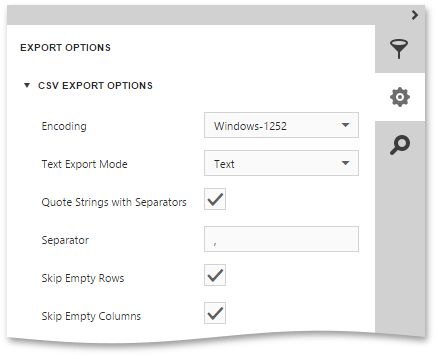 EXPORT OPTIONS
CSV EXPORT OPTIONS
Encoding Windows-1252
Text Export Mode Text
Quote Strings with Separators
Separator ,
Skip Empty Rows
Skip Empty Columns